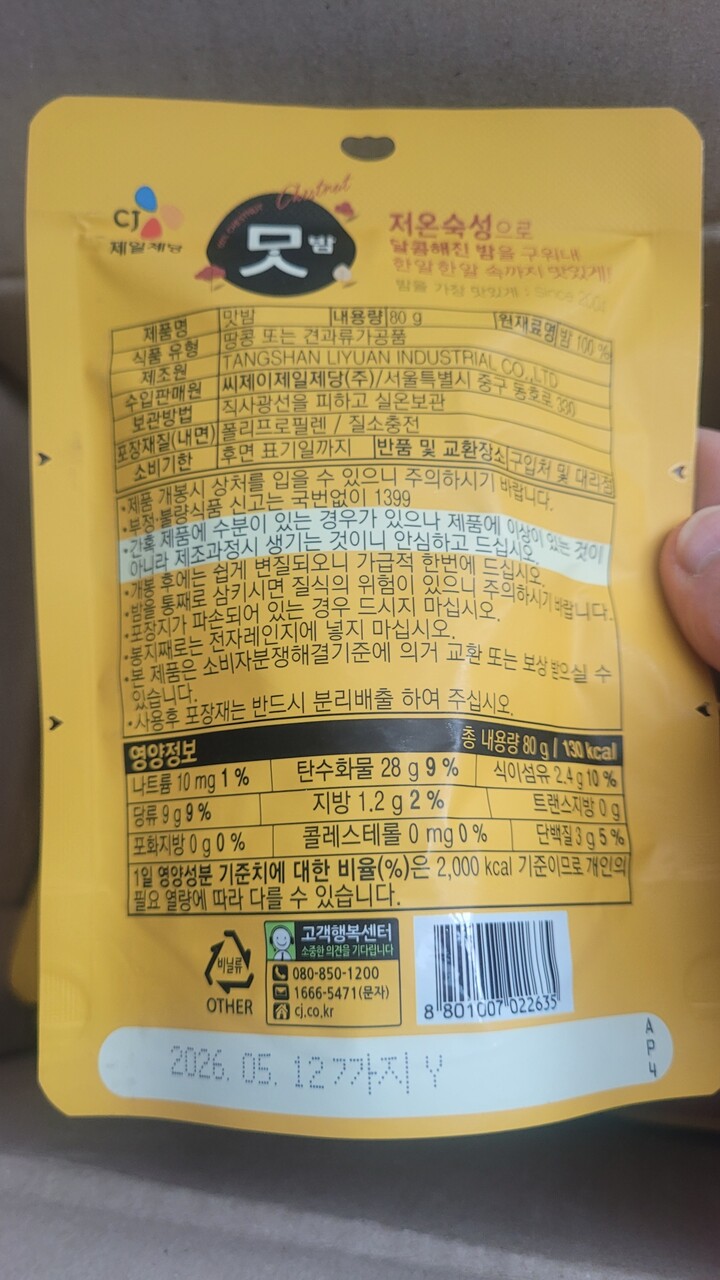 CJ
제일제당
Chestnut
100% CHESTNUT
맛밤
저온숙성으로
달콤해진 밤을 구워내
한알 한알 속까지 맛있게!
밤을 가장 맛있게 : Since 200
제품명 맛밤 내용량 80 g 원재료명 밤 100 %
식품 유형 땅콩 또는 견과류가공품
제조원 TANGSHAN LIYUAN INDUSTRIAL CO.,LTD
수입판매원 씨제이제일제당(주)/서울특별시 중구 동호로 330
보관방법 직사광선을 피하고 실온보관
포장재질(내면) 폴리프로필렌 / 질소충전
소비기한 후면 표기일까지 반품 및 교환장소 구입처 및 대리점
•제품 개봉시 상처를 입을 수 있으니 주의하시기 바랍니다.
•부정·불량식품 신고는 국번없이 1399
•간혹 제품에 수분이 있는 경우가 있으나 제품에 이상이 있는 것이
아니라 제조과정시 생기는 것이니 안심하고 드십시오.
•개봉 후에는 쉽게 변질되오니 가급적 한번에 드십시오.
•밤을 통째로 삼키시면 질식의 위험이 있으니 주의하시기 바랍니다.
•포장지가 파손되어 있는 경우 드시지 마십시오.
•봉지째로는 전자레인지에 넣지 마십시오.
•본 제품은 소비자분쟁해결기준에 의거 교환 또는 보상 받으실 수
있습니다.
•사용후 포장재는 반드시 분리배출 하여 주십시오.
영양정보 총 내용량 80 g / 130 kcal
나트륨 10 mg 1 % 탄수화물 28 g 9 % 식이섬유 2.4 g 10 %
당류 9 g 9 % 지방 1.2 g 2 % 트랜스지방 0 g
포화지방 0 g 0 % 콜레스테롤 0 mg 0 % 단백질 3 g 5 %
1일 영양성분 기준치에 대한 비율(%)은 2,000 kcal 기준이므로 개인의
필요 열량에 따라 다를 수 있습니다.
비닐류
OTHER
고객행복센터
소중한 의견을 기다립니다
080-850-1200
1666-5471(문자)
cj.co.kr
8 801007 022635
2026. 05. 12 까지 Y
AP4